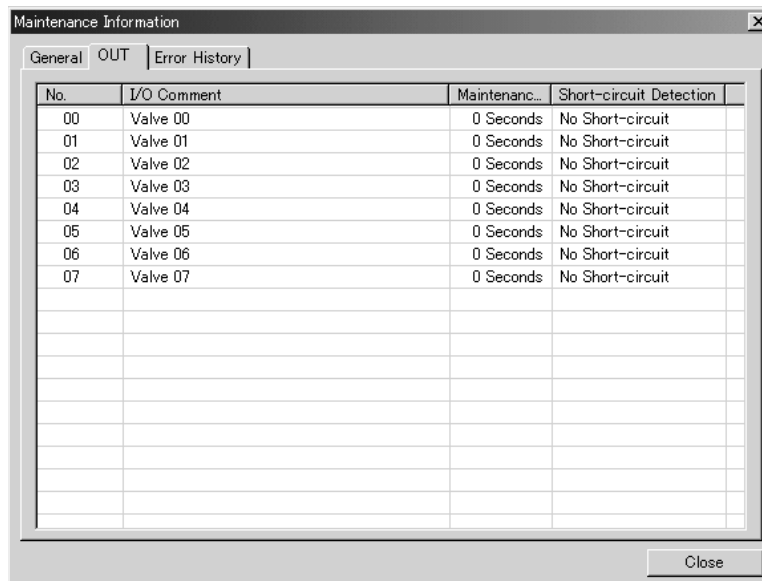 Maintenance Information
General OUT Error History
No. I/O Comment Maintenanc... Short-circuit Detection
00 Valve 00 0 Seconds No Short-circuit
01 Valve 01 0 Seconds No Short-circuit
02 Valve 02 0 Seconds No Short-circuit
03 Valve 03 0 Seconds No Short-circuit
04 Valve 04 0 Seconds No Short-circuit
05 Valve 05 0 Seconds No Short-circuit
06 Valve 06 0 Seconds No Short-circuit
07 Valve 07 0 Seconds No Short-circuit
Close